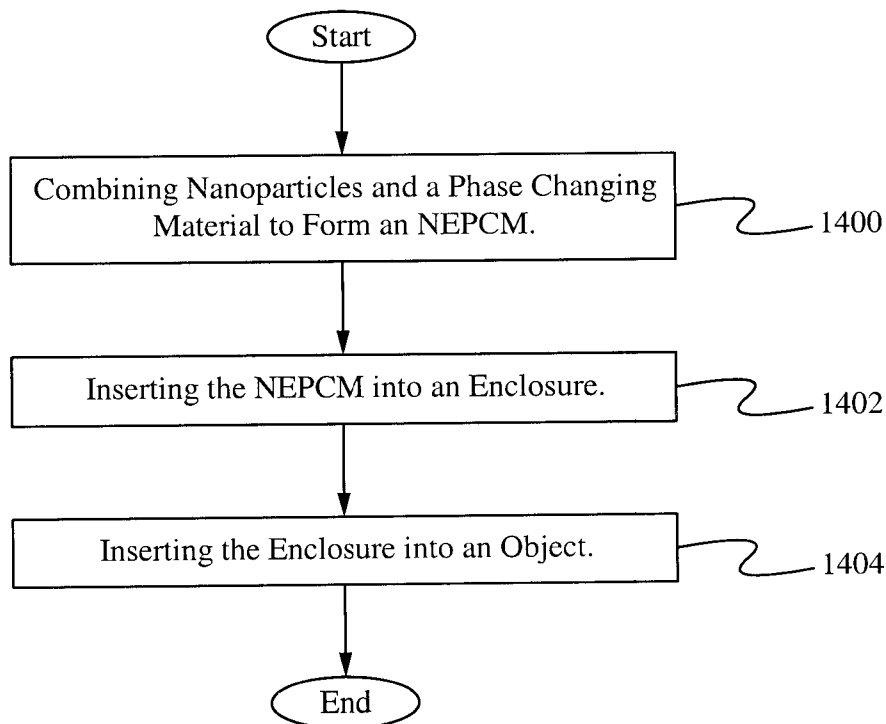 Start
Combining Nanoparticles and a Phase Changing
Material to Form an NEPCM.
1400
Inserting the NEPCM into an Enclosure.
1402
Inserting the Enclosure into an Object.
1404
End